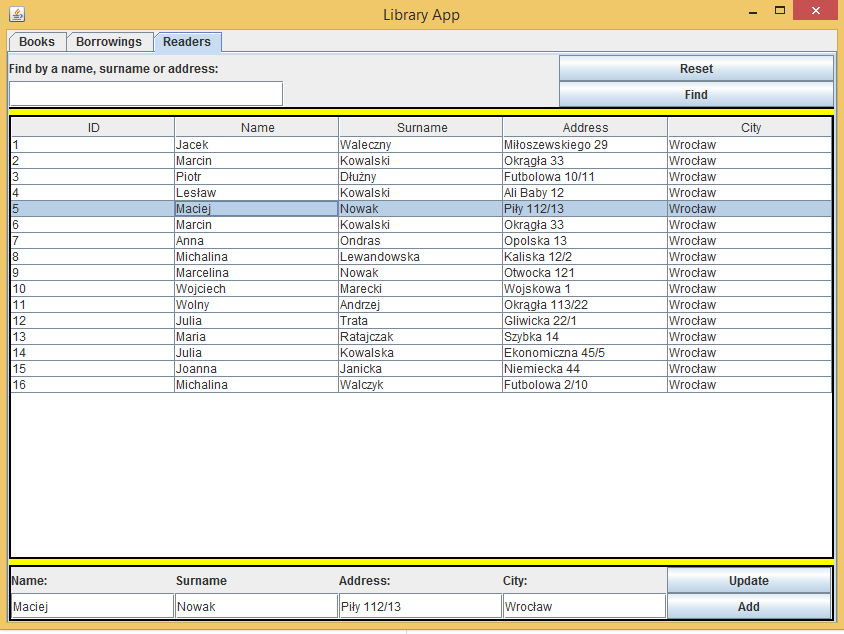 Library App
Books Borrowings Readers
Find by a name, surname or address:
Reset
Find
ID Name Surname Address City
1 Jacek Waleczny Miłoszewskiego 29 Wrocław
2 Marcin Kowalski Okrągła 33 Wrocław
3 Piotr Dłużny Futbolowa 10/11 Wrocław
4 Lesław Kowalski Ali Baby 12 Wrocław
5 Maciej Nowak Piły 112/13 Wrocław
6 Marcin Kowalski Okrągła 33 Wrocław
7 Anna Ondras Opolska 13 Wrocław
8 Michalina Lewandowska Kaliska 12/2 Wrocław
9 Marcelina Nowak Otwocka 121 Wrocław
10 Wojciech Marecki Wojskowa 1 Wrocław
11 Wolny Andrzej Okrągła 113/22 Wrocław
12 Julia Trata Gliwicka 22/1 Wrocław
13 Maria Ratajczak Szybka 14 Wrocław
14 Julia Kowalska Ekonomiczna 45/5 Wrocław
15 Joanna Janicka Niemiecka 44 Wrocław
16 Michalina Walczyk Futbolowa 2/10 Wrocław
Name: Surname Address: City: Update
Maciej Nowak Piły 112/13 Wrocław Add